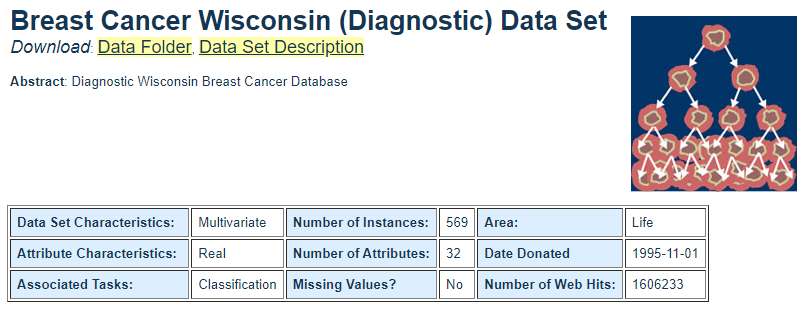 Breast Cancer Wisconsin (Diagnostic) Data Set
Download: Data Folder, Data Set Description
Abstract: Diagnostic Wisconsin Breast Cancer Database
Data Set Characteristics: Multivariate Number of Instances: 569 Area: Life
Attribute Characteristics: Real Number of Attributes: 32 Date Donated 1995-11-01
Associated Tasks: Classification Missing Values? No Number of Web Hits: 1606233